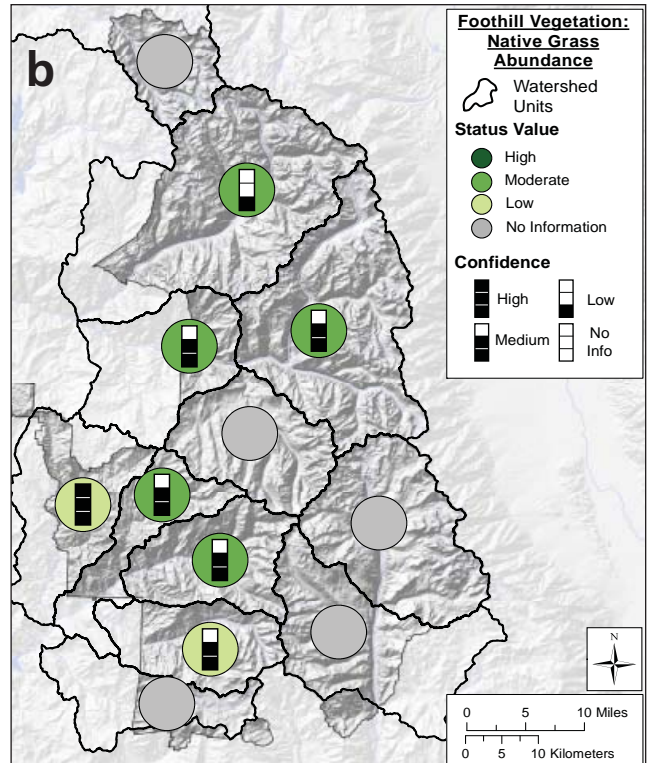 b
Foothill Vegetation:
Native Grass
Abundance
Watershed
Units
Status Value
High
Moderate
Low
No Information
Confidence
High
Low
Medium
No
Info
N
0 5 10 Miles
0 5 10 Kilometers